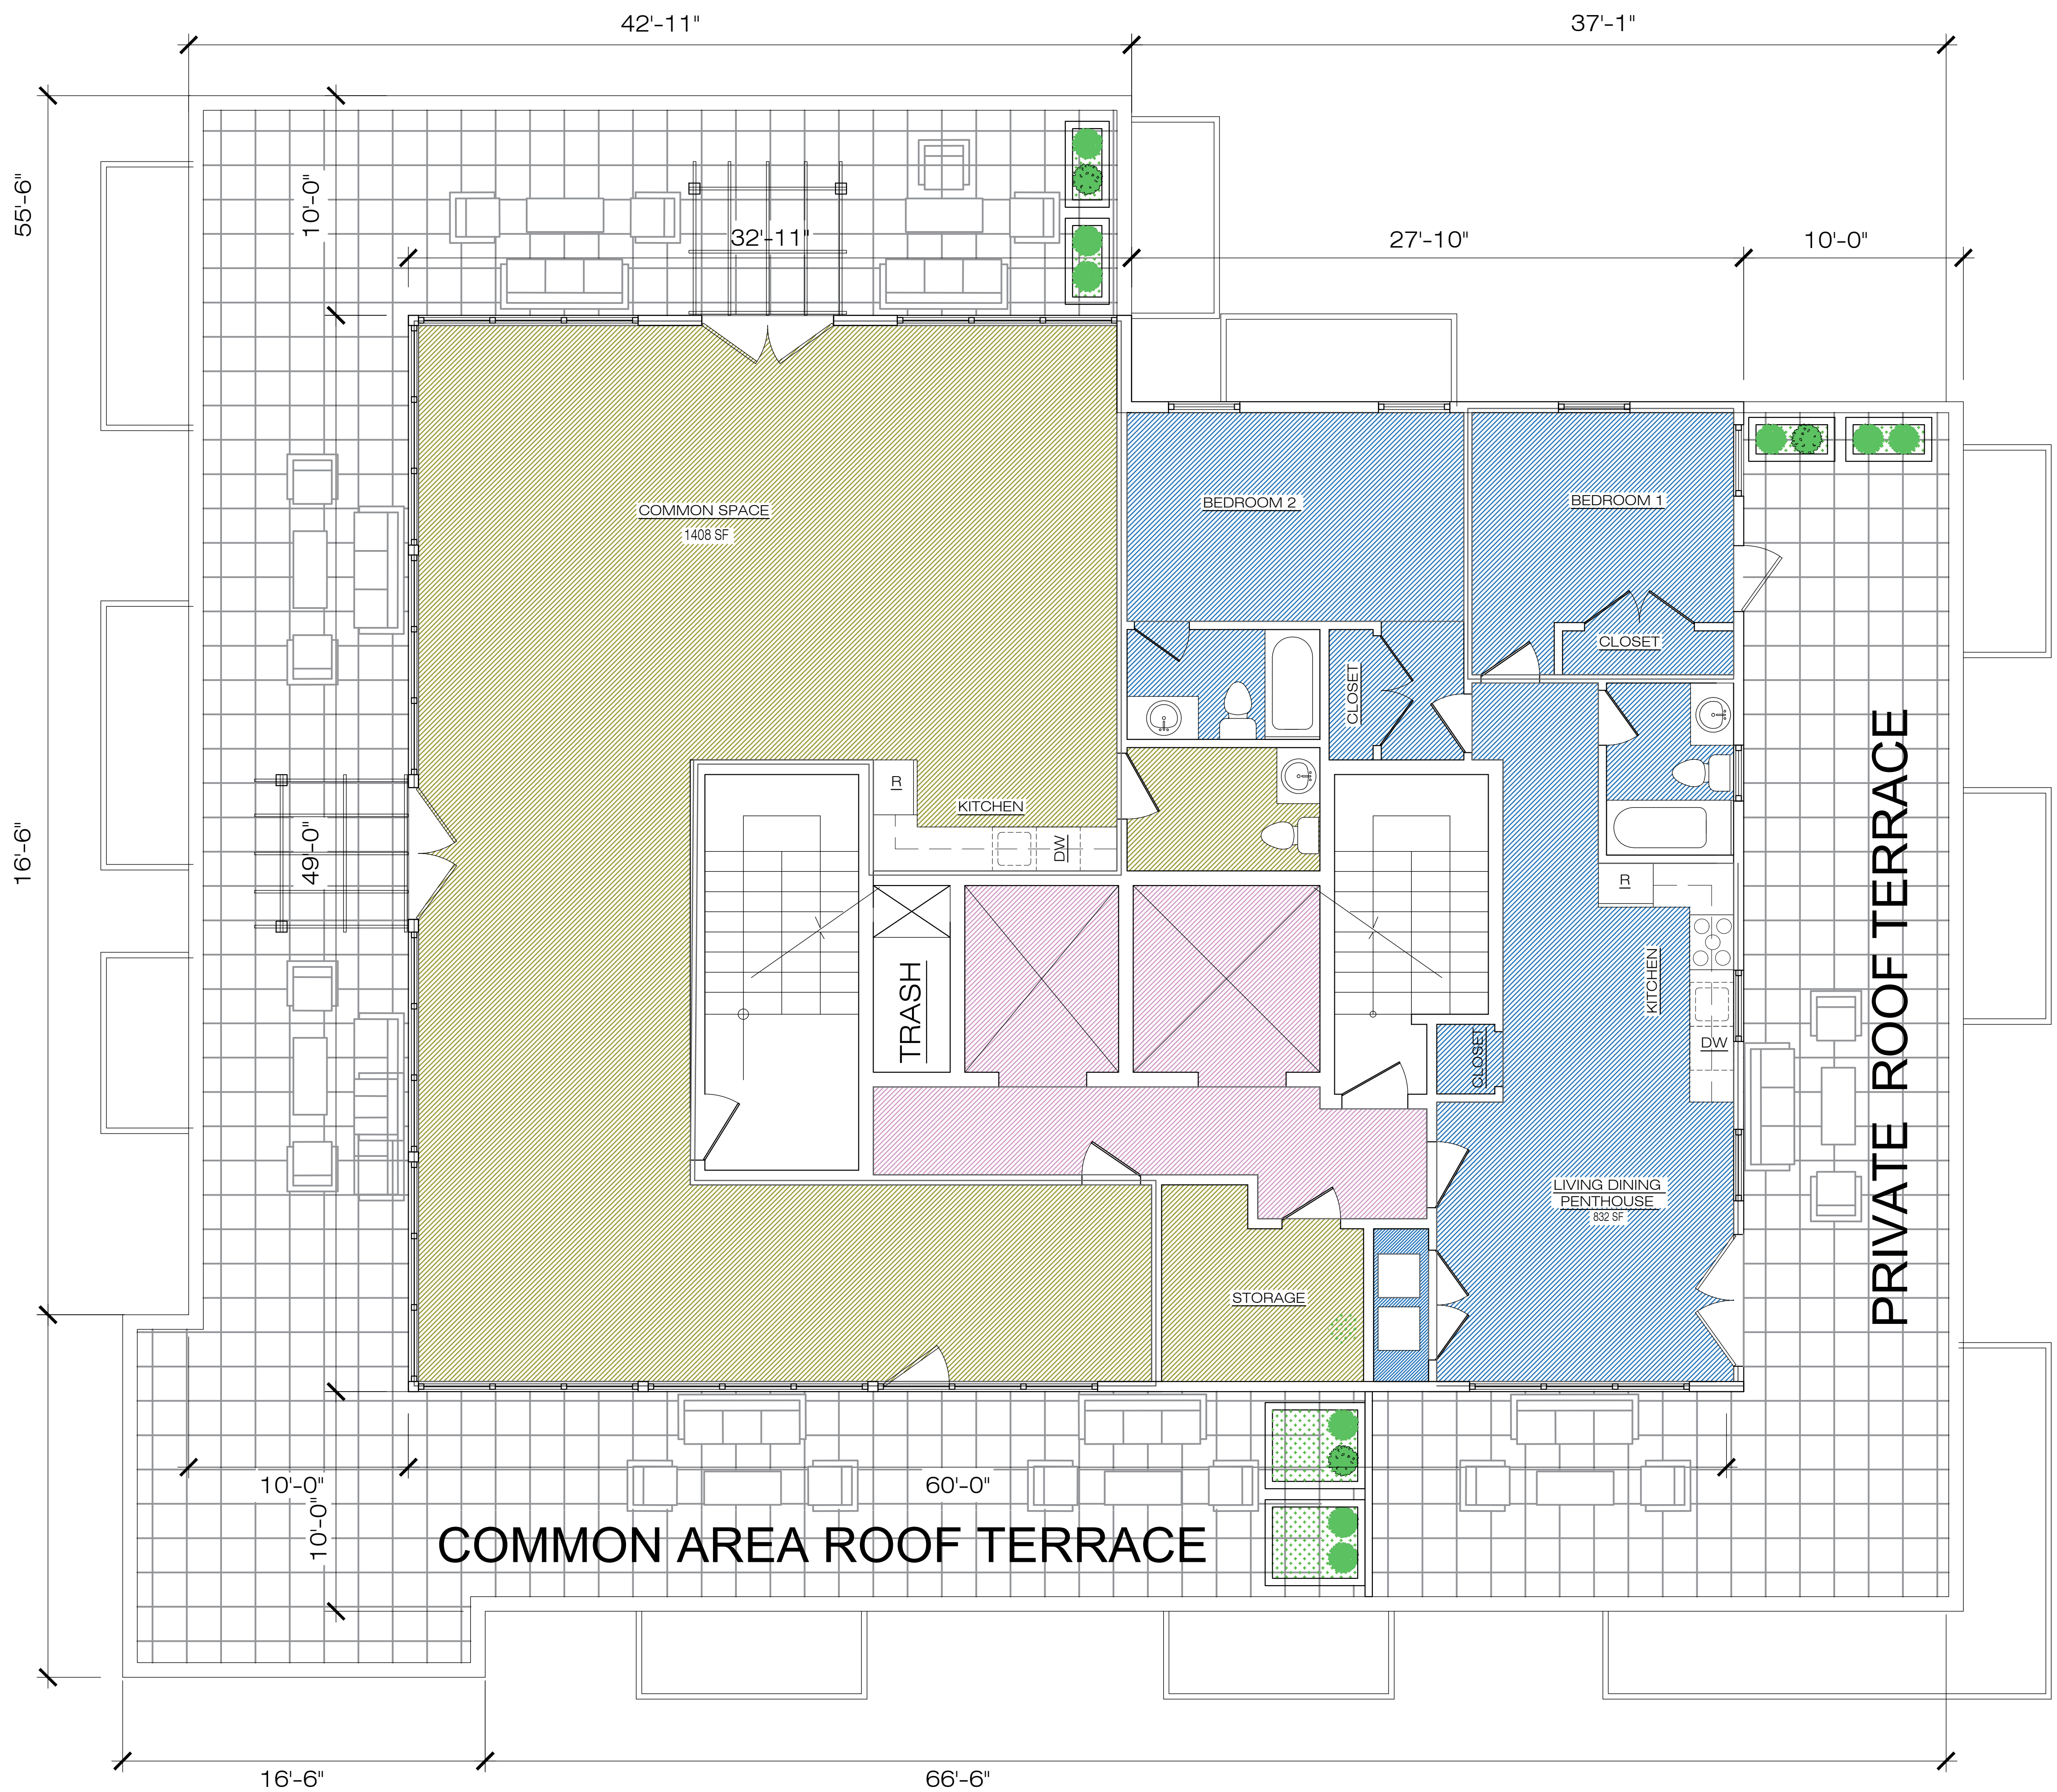 42'-11"
37'-1"
55'-6"
10'-0"
32'-11"
27'-10"
10'-0"
COMMON SPACE
1408 SF
BEDROOM 2
BEDROOM 1
CLOSET
CLOSET
R
KITCHEN
DW
16'-6"
49'-0"
R
KITCHEN
DW
TRASH
CLOSET
PRIVATE ROOF TERRACE
LIVING DINING
PENTHOUSE
832 SF
STORAGE
10'-0"
60'-0"
10'-0"
COMMON AREA ROOF TERRACE
16'-6"
66'-6"